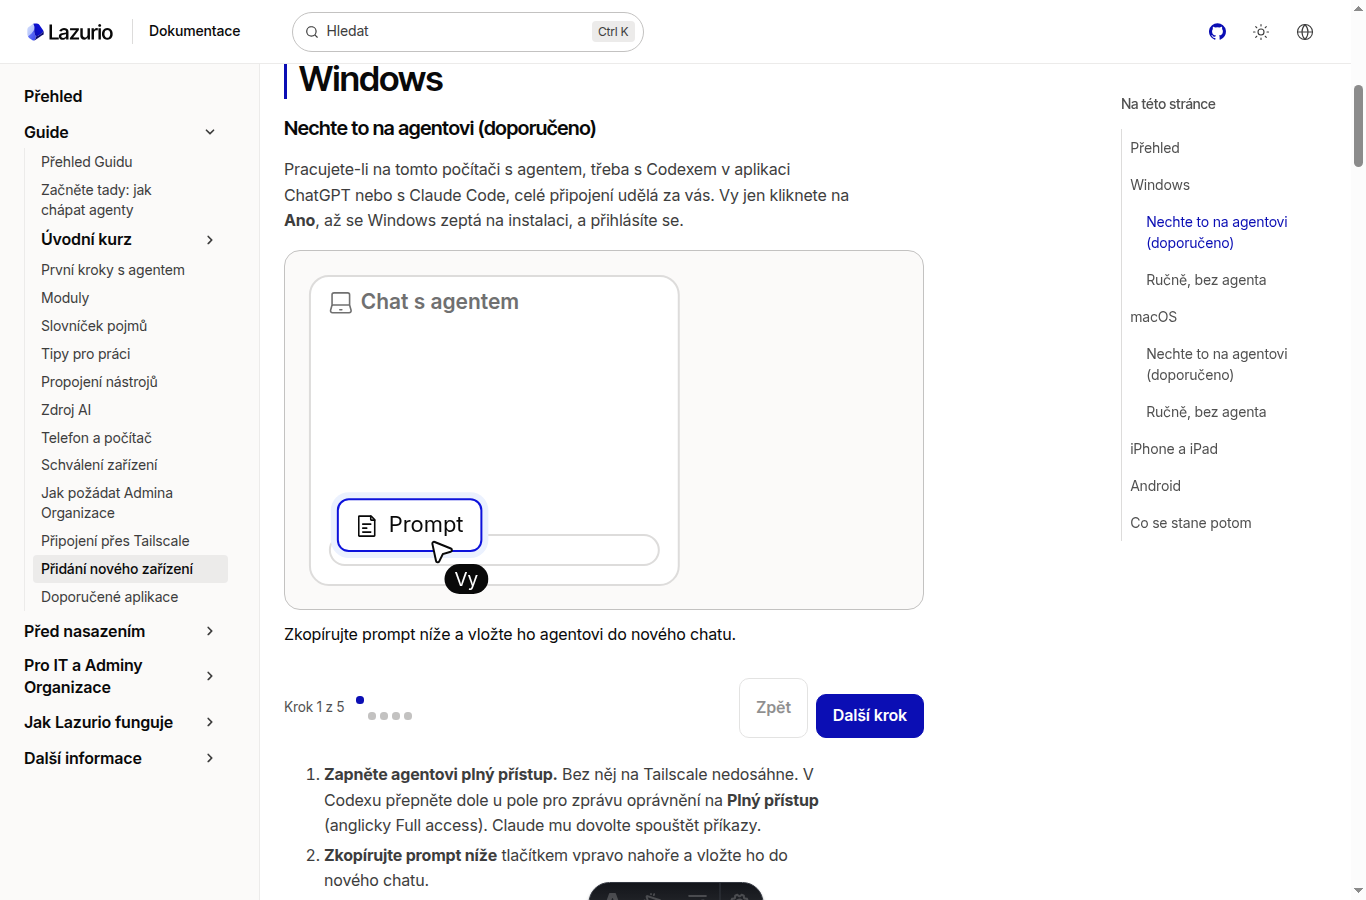 Lazurio
Dokumentace
Hledat
Ctrl K
Přehled
Guide
Přehled Guidu
Začněte tady: jak
chápat agenty
Úvodní kurz
První kroky s agentem
Moduly
Slovníček pojmů
Tipy pro práci
Propojení nástrojů
Zdroj AI
Telefon a počítač
Schválení zařízení
Jak požádat Admina
Organizace
Připojení přes Tailscale
Přidání nového zařízení
Doporučené aplikace
Před nasazením
Pro IT a Adminy
Organizace
Jak Lazurio funguje
Další informace
Windows
Nechte to na agentovi (doporučeno)
Pracujete-li na tomto počítači s agentem, třeba s Codexem v aplikaci
ChatGPT nebo s Claude Code, celé připojení udělá za vás. Vy jen kliknete na
Ano, až se Windows zeptá na instalaci, a přihlásíte se.
Chat s agentem
Prompt
Vy
Zkopírujte prompt níže a vložte ho agentovi do nového chatu.
Krok 1 z 5
Zpět
Další krok
1. Zapněte agentovi plný přístup. Bez něj na Tailscale nedosáhne. V
Codexu přepněte dole u pole pro zprávu oprávnění na Plný přístup
(anglicky Full access). Claude mu dovolte spouštět příkazy.
2. Zkopírujte prompt níže tlačítkem vpravo nahoře a vložte ho do
nového chatu.
Na této stránce
Přehled
Windows
Nechte to na agentovi
(doporučeno)
Ručně, bez agenta
macOS
Nechte to na agentovi
(doporučeno)
Ručně, bez agenta
iPhone a iPad
Android
Co se stane potom